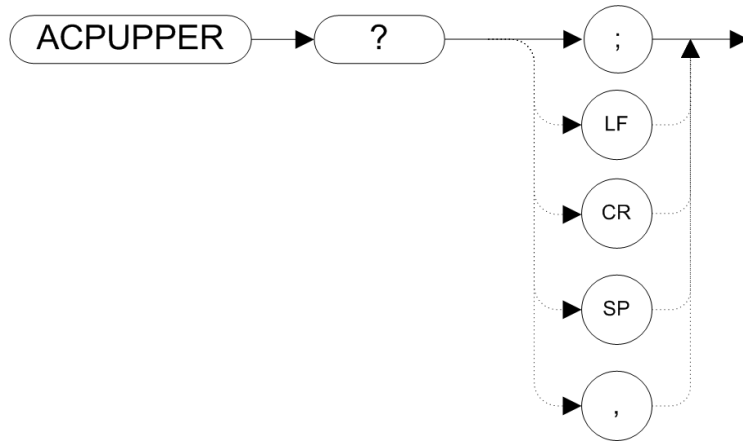 ACPUPPER ? ;
LF
CR
SP
,